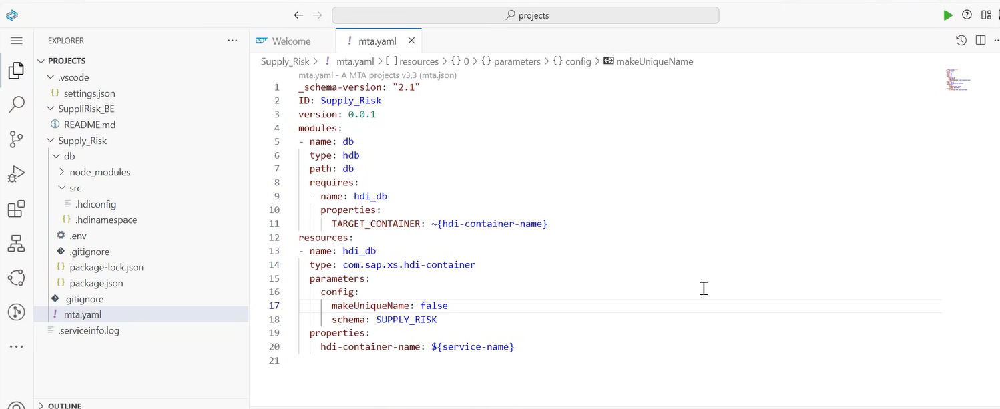 projects
EXPLORER
PROJECTS
.vscode
settings.json
SuppliRisk_BE
README.md
Supply_Risk
db
node_modules
src
.hdiconfig
.hdinamespace
.env
.gitignore
package-lock.json
package.json
.gitignore
mta.yaml
.serviceinfo.log
OUTLINE
SAP Welcome
! mta.yaml
Supply_Risk > ! mta.yaml > [ ] resources > { } 0 > { } parameters > { } config > makeUniqueName
mta.yaml - A MTA projects v3.3 (mta.json)
1 _schema-version: "2.1"
2 ID: Supply_Risk
3 version: 0.0.1
4 modules:
5 - name: db
6 type: hdb
7 path: db
8 requires:
9 - name: hdi_db
10 properties:
11 TARGET_CONTAINER: ~{hdi-container-name}
12 resources:
13 - name: hdi_db
14 type: com.sap.xs.hdi-container
15 parameters:
16 config:
17 makeUniqueName: false
18 schema: SUPPLY_RISK
19 properties:
20 hdi-container-name: ${service-name}
21